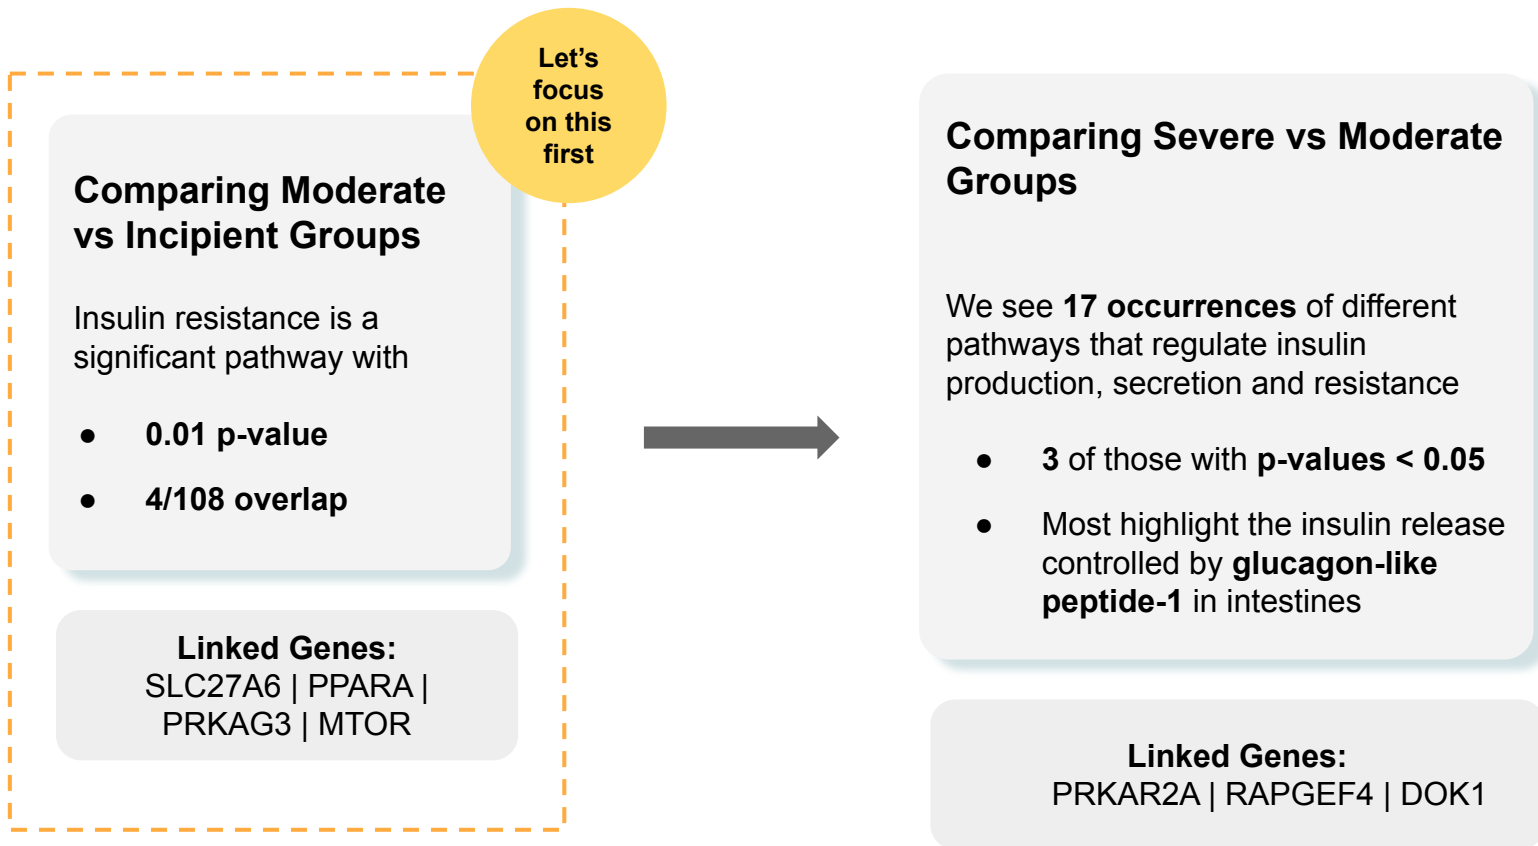 Let's
focus
on this
first
Comparing Moderate
vs Incipient Groups
Insulin resistance is a
significant pathway with
● 0.01 p-value
● 4/108 overlap
Linked Genes:
SLC27A6 | PPARA |
PRKAG3 | MTOR
Comparing Severe vs Moderate
Groups
We see 17 occurrences of different
pathways that regulate insulin
production, secretion and resistance
● 3 of those with p-values < 0.05
● Most highlight the insulin release
controlled by glucagon-like
peptide-1 in intestines
Linked Genes:
PRKAR2A | RAPGEF4 | DOK1